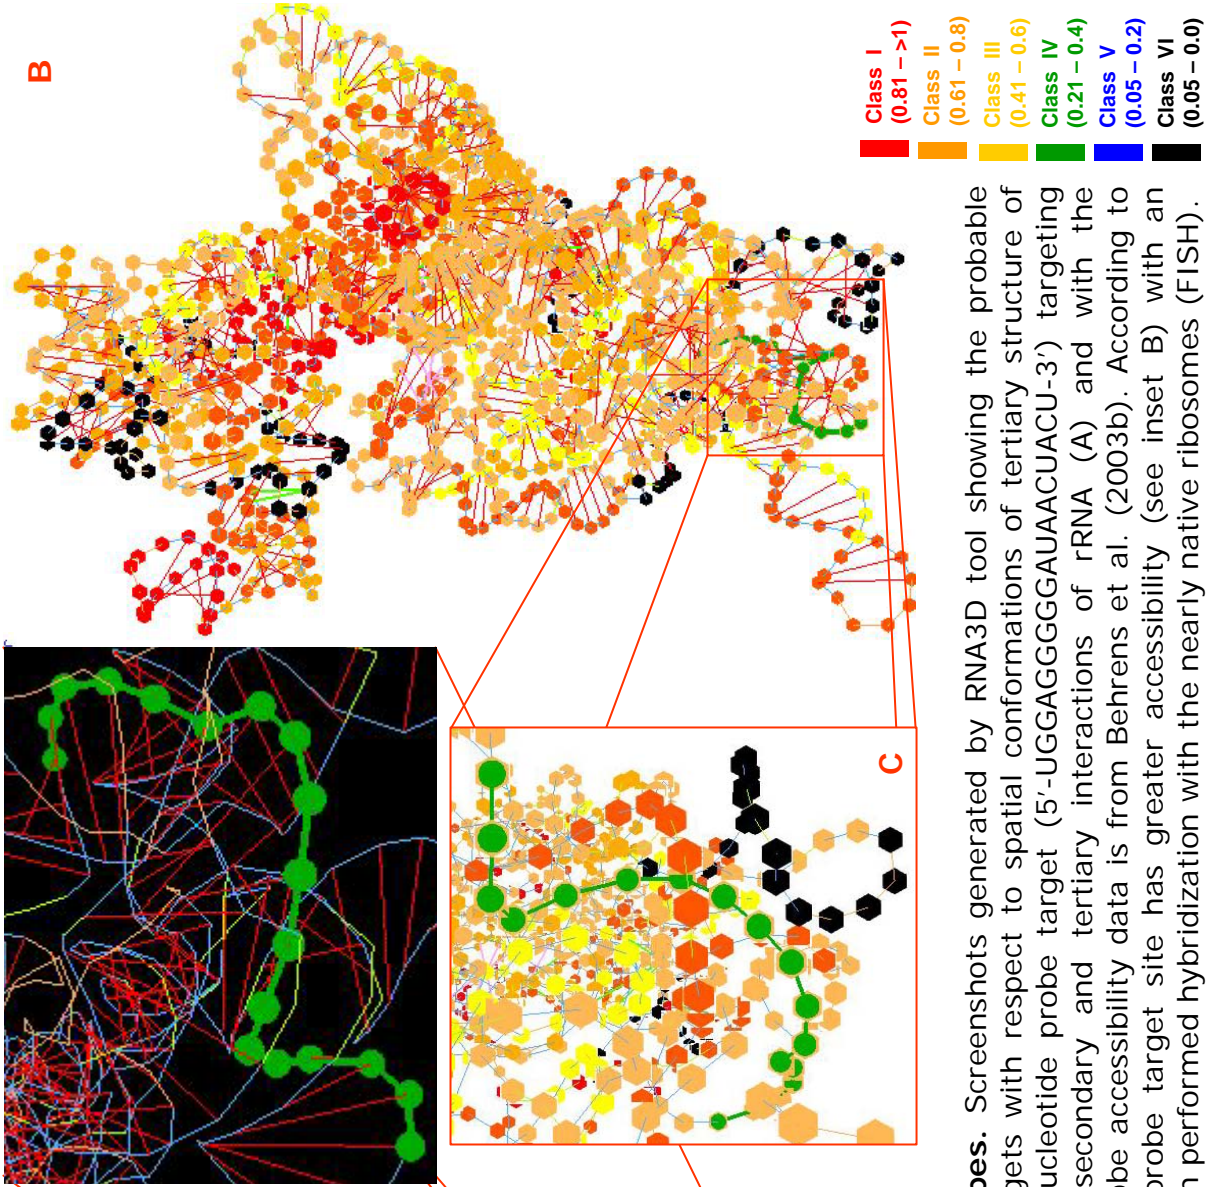 B
C
Class I
(0.81 – >1)
Class II
(0.61 – 0.8)
Class III
(0.41 – 0.6)
Class IV
(0.21 – 0.4)
Class V
(0.05 – 0.2)
Class VI
(0.05 – 0.0)
bes. Screenshots generated by RNA3D tool showing the probable
gets with respect to spatial conformations of tertiary structure of
ucleotide probe target (5′-UGGAGGGGGAUAACUACU-3′) targeting
secondary and tertiary interactions of rRNA (A) and with the
be accessibility data is from Behrens et al. (2003b). According to
probe target site has greater accessibility (see inset B) with an
n performed hybridization with the nearly native ribosomes (FISH).